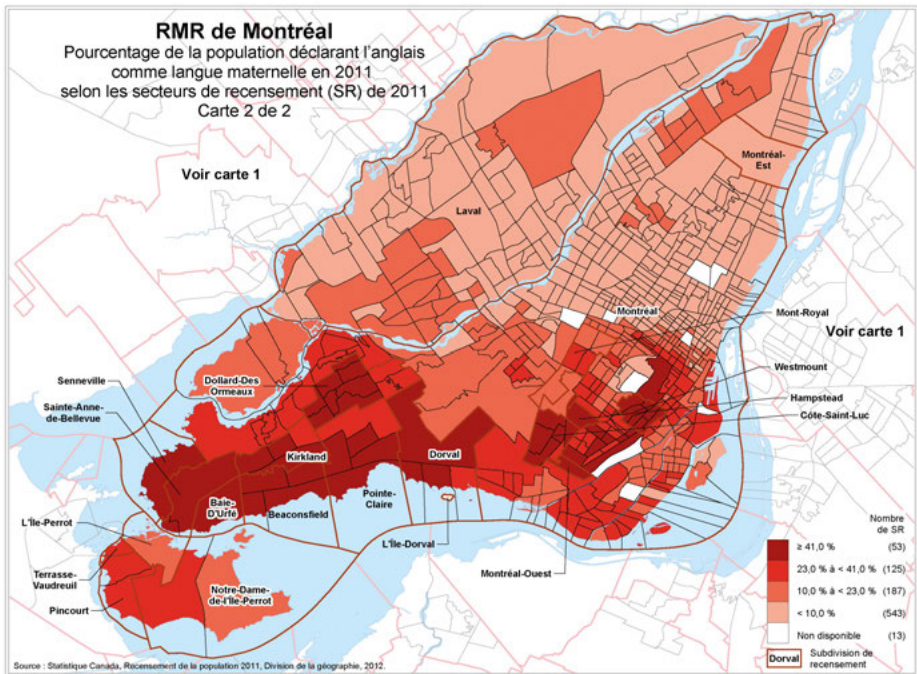 RMR de Montréal
Pourcentage de la population déclarant l'anglais
comme langue maternelle en 2011
selon les secteurs de recensement (SR) de 2011
Carte 2 de 2
Voir carte 1
Montréal-
Est
Laval
Montréal
Mont-Royal
Voir carte 1
Senneville
Dollard-Des
Ormeaux
Westmount
Sainte-Anne-
de-Bellevue
Hampstead
Côte-Saint-Luc
Kirkland
Dorval
Baie-
D'Urfé
Beaconsfield
Pointe-
Claire
L'Île-Perrot
L'Île-Dorval
Terrasse-
Vaudreuil
Montréal-Ouest
Notre-Dame-
de-l'Île-Perrot
Pincourt
Nombre
de SR
≥ 41,0 % (53)
23,0 % à < 41,0 % (125)
10,0 % à < 23,0 % (187)
< 10,0 % (543)
Non disponible (13)
Dorval Subdivision de
recensement
Source : Statistique Canada, Recensement de la population 2011, Division de la géographie, 2012.